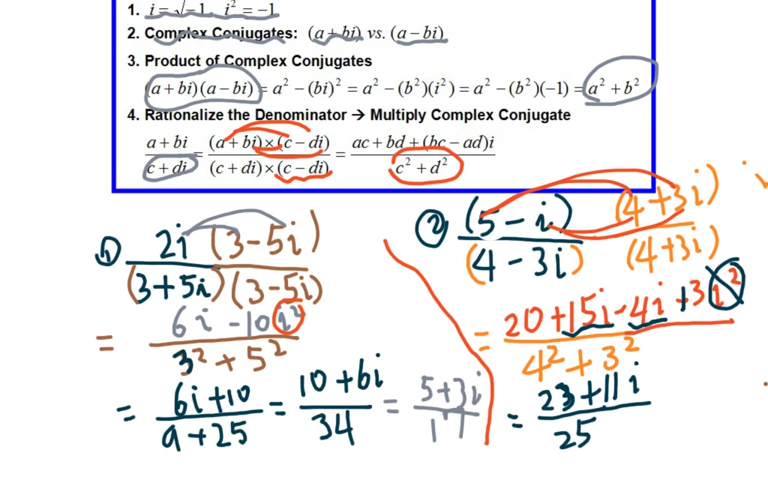 1. i = √−1, i² = −1
2. Complex Conjugates: (a + bi) vs. (a − bi)
3. Product of Complex Conjugates
(a + bi)(a − bi) = a² − (bi)² = a² − (b²)(i²) = a² − (b²)(−1) = a² + b²
4. Rationalize the Denominator → Multiply Complex Conjugate
(a + bi)/(c + di) = ((a + bi)×(c − di))/((c + di)×(c − di)) = (ac + bd + (bc − ad)i)/(c² + d²)
1) 2i (3 − 5i)
(3 + 5i) (3 − 5i)
= 6i − 10i²
3² + 5²
= (6i + 10)/(9 + 25) = (10 + 6i)/34 = (5 + 3i)/17
2) (5 − i) (4 + 3i)
(4 − 3i) (4 + 3i)
= 20 + 15i − 4i + 3i²
4² + 3²
= (23 + 11i)/25